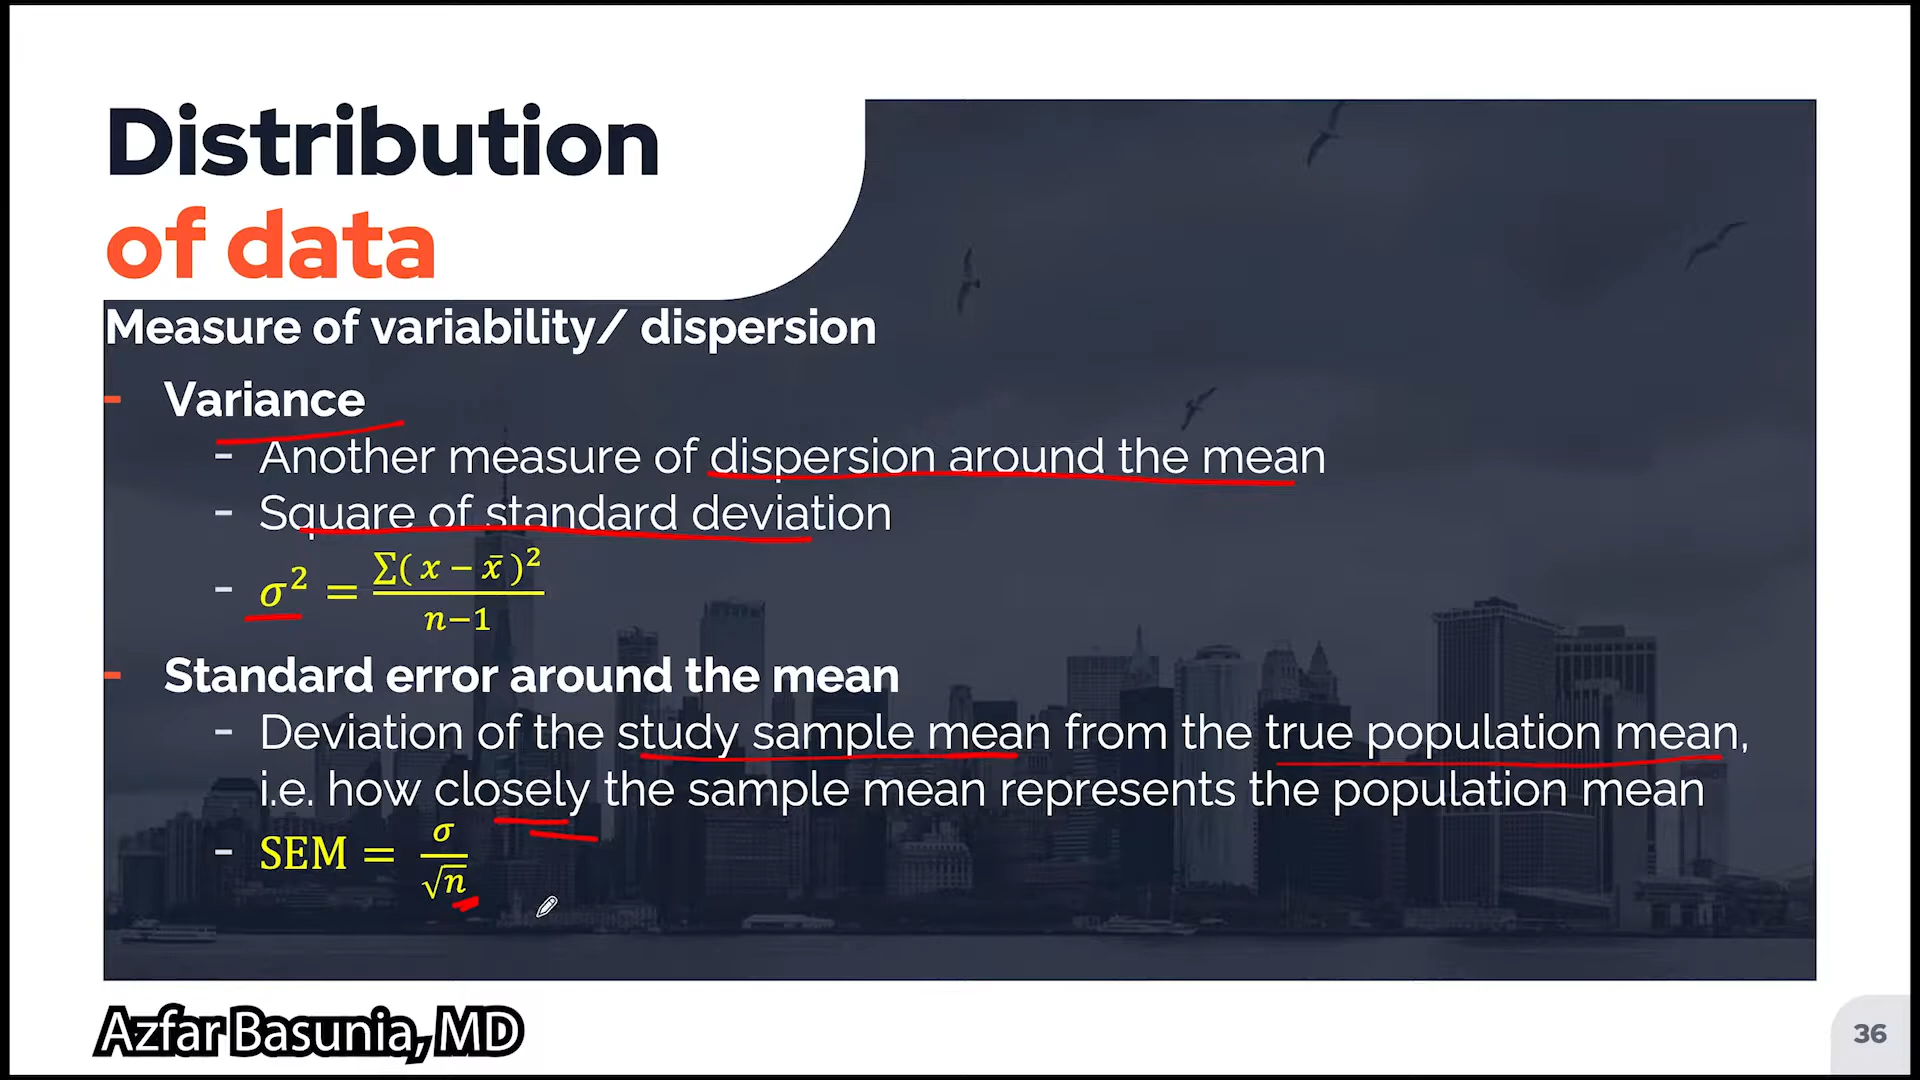 Distribution
of data
Measure of variability/ dispersion
- Variance
- Another measure of dispersion around the mean
- Square of standard deviation
- σ² = ∑( x − x̄ )² / n−1
- Standard error around the mean
- Deviation of the study sample mean from the true population mean,
i.e. how closely the sample mean represents the population mean
- SEM = σ / √n
Azfar Basunia, MD
36